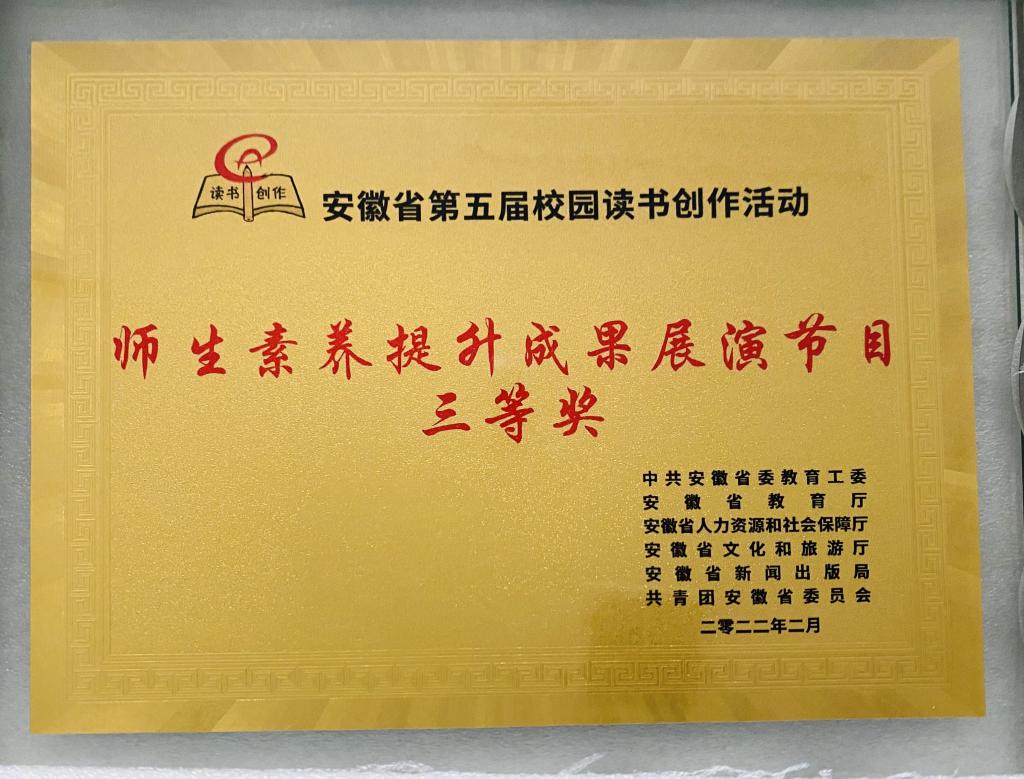 读书 创作
安徽省第五届校园读书创作活动
师生素养提升成果展演节目
三等奖
中共安徽省委教育工委
安徽省教育厅
安徽省人力资源和社会保障厅
安徽省文化和旅游厅
安徽省新闻出版局
共青团安徽省委员会
二零二二年二月